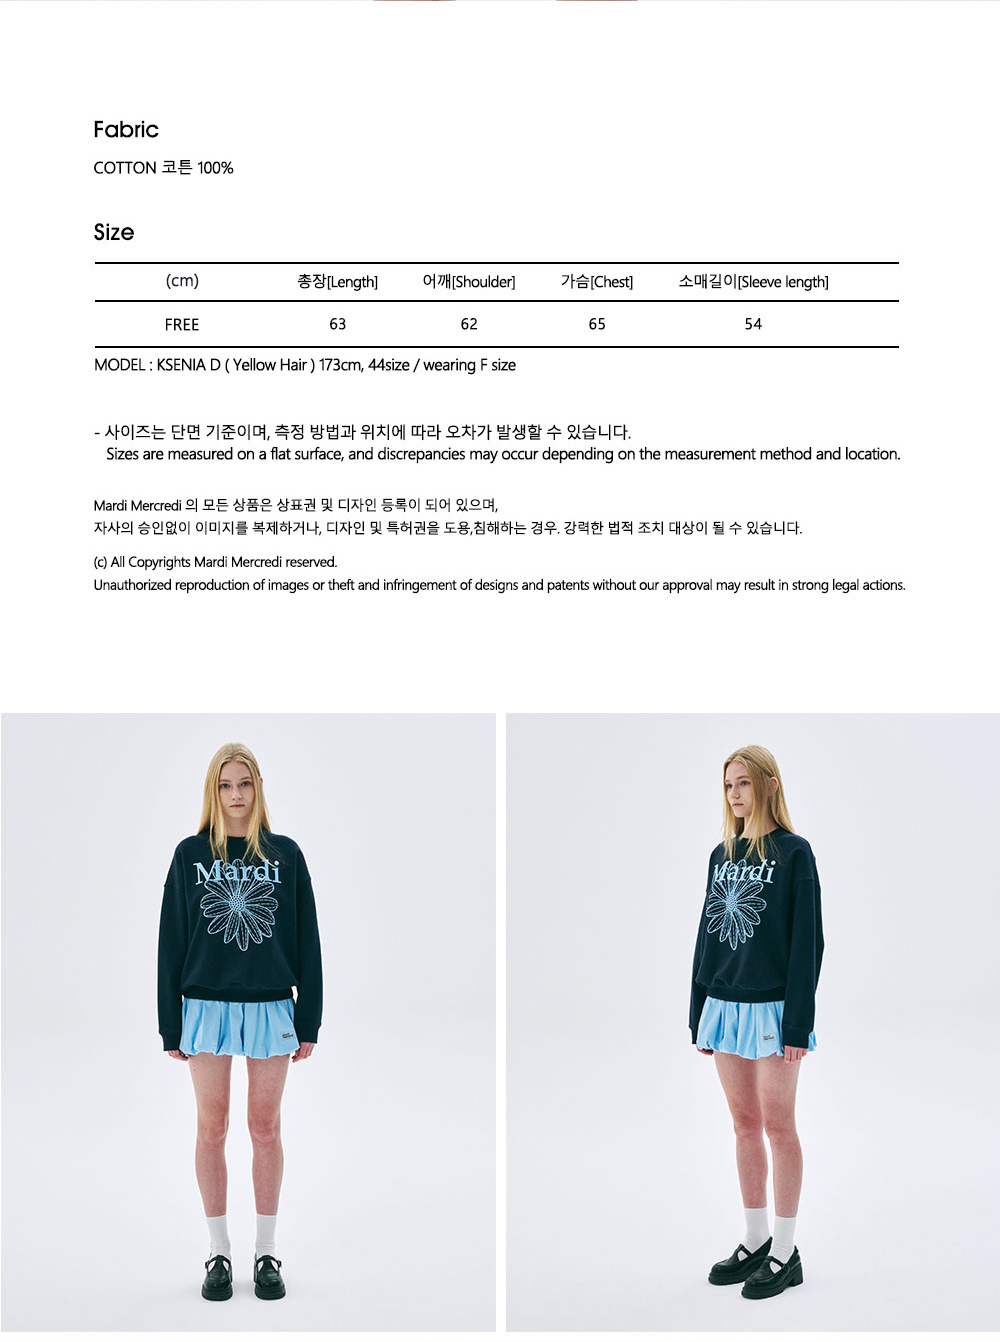 Fabric
COTTON 코튼 100%
Size
(cm) 총장[Length] 어깨[Shoulder] 가슴[Chest] 소매길이[Sleeve length]
FREE 63 62 65 54
MODEL : KSENIA D ( Yellow Hair ) 173cm, 44size / wearing F size
- 사이즈는 단면 기준이며, 측정 방법과 위치에 따라 오차가 발생할 수 있습니다.
Sizes are measured on a flat surface, and discrepancies may occur depending on the measurement method and location.
Mardi Mercredi 의 모든 상품은 상표권 및 디자인 등록이 되어 있으며,
자사의 승인없이 이미지를 복제하거나, 디자인 및 특허권을 도용,침해하는 경우. 강력한 법적 조치 대상이 될 수 있습니다.
(c) All Copyrights Mardi Mercredi reserved.
Unauthorized reproduction of images or theft and infringement of designs and patents without our approval may result in strong legal actions.
Mardi
Mardi